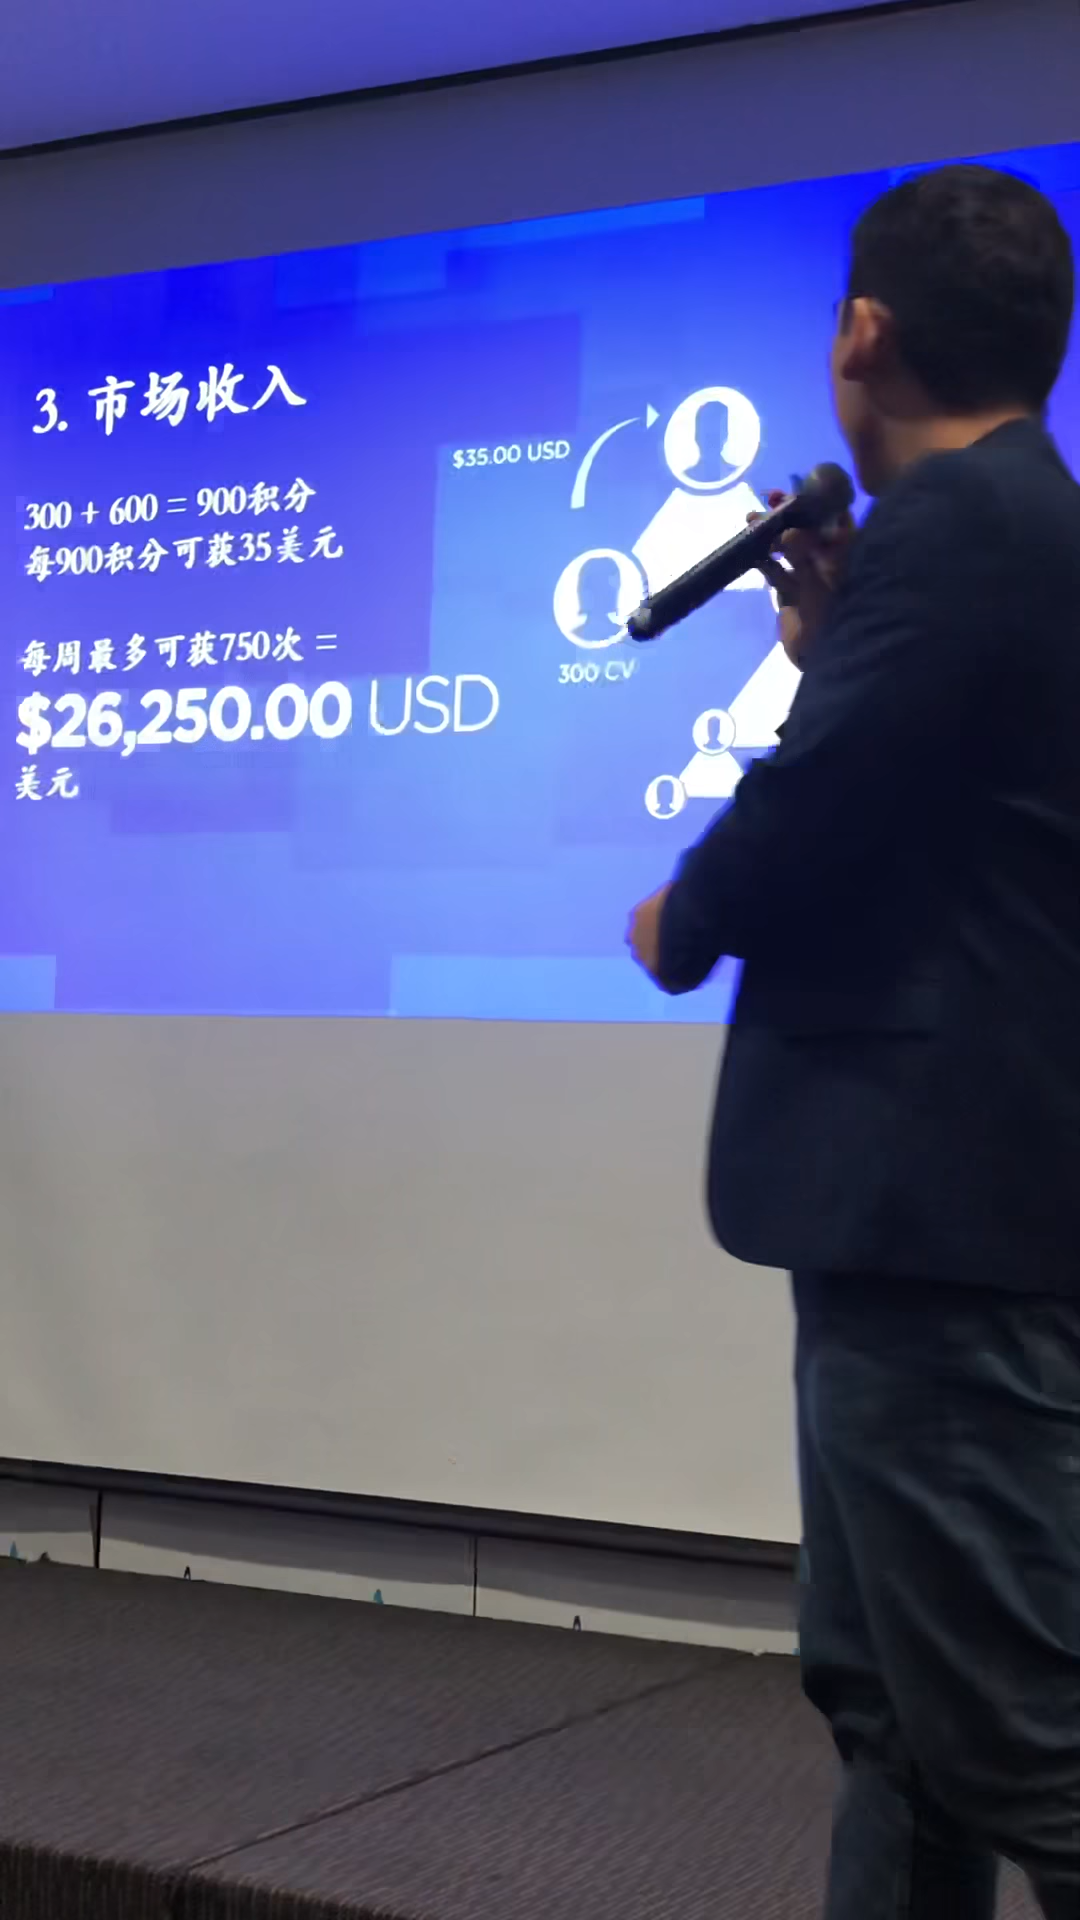 3. 市场收入
300 + 600 = 900积分
每900积分可获35美元
每周最多可获750次 =
$26,250.00 USD
美元
$35.00 USD
300 CV